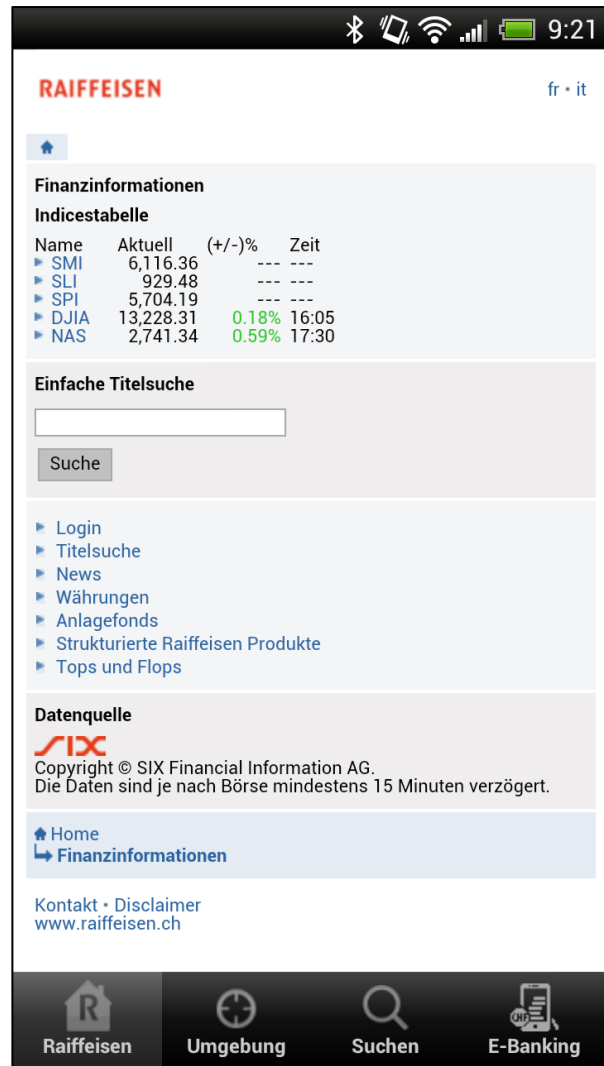 9:21
RAIFFEISEN
fr • it
Finanzinformationen
Indicestabelle
Name Aktuell (+/-)% Zeit
SMI 6,116.36 --- ---
SLI 929.48 --- ---
SPI 5,704.19 --- ---
DJIA 13,228.31 0.18% 16:05
NAS 2,741.34 0.59% 17:30
Einfache Titelsuche
Suche
Login
Titelsuche
News
Währungen
Anlagefonds
Strukturierte Raiffeisen Produkte
Tops und Flops
Datenquelle
SIX
Copyright © SIX Financial Information AG.
Die Daten sind je nach Börse mindestens 15 Minuten verzögert.
Home
Finanzinformationen
Kontakt • Disclaimer
www.raiffeisen.ch
R
CHF
Raiffeisen Umgebung Suchen E-Banking